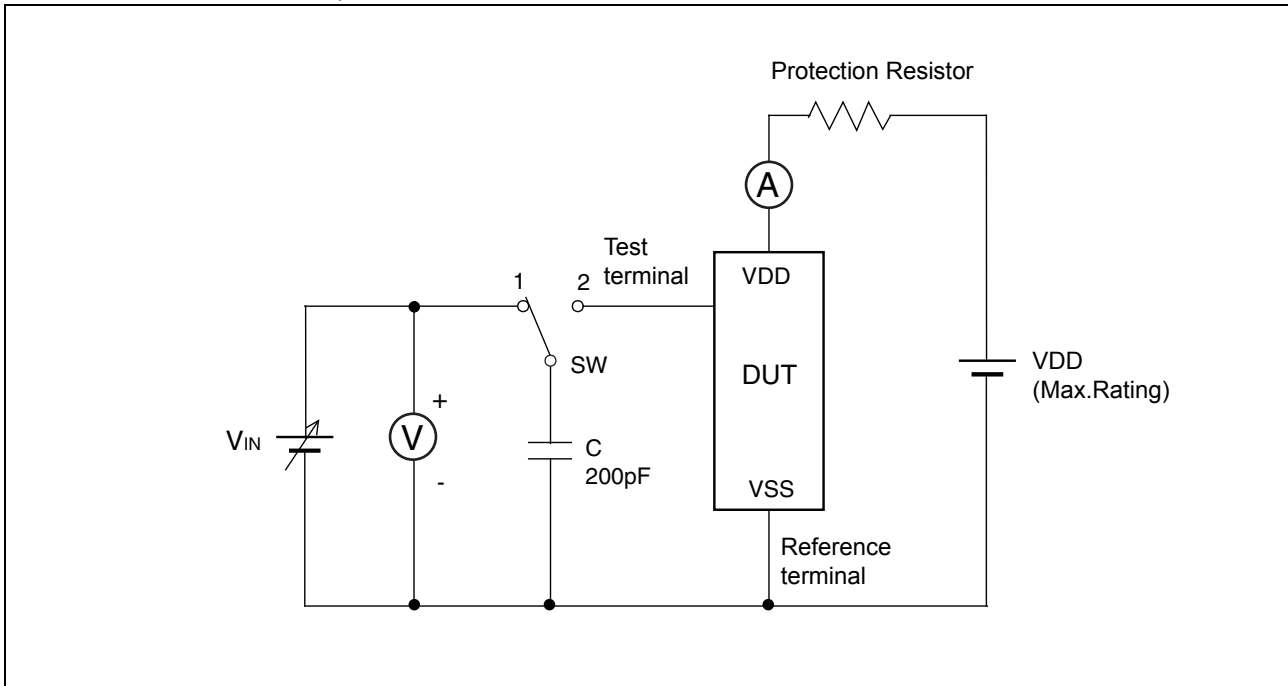 Protection Resistor
A
Test
terminal
VDD
1
2
SW
DUT
VDD
(Max.Rating)
VIN
+
V
-
C
200pF
VSS
Reference
terminal